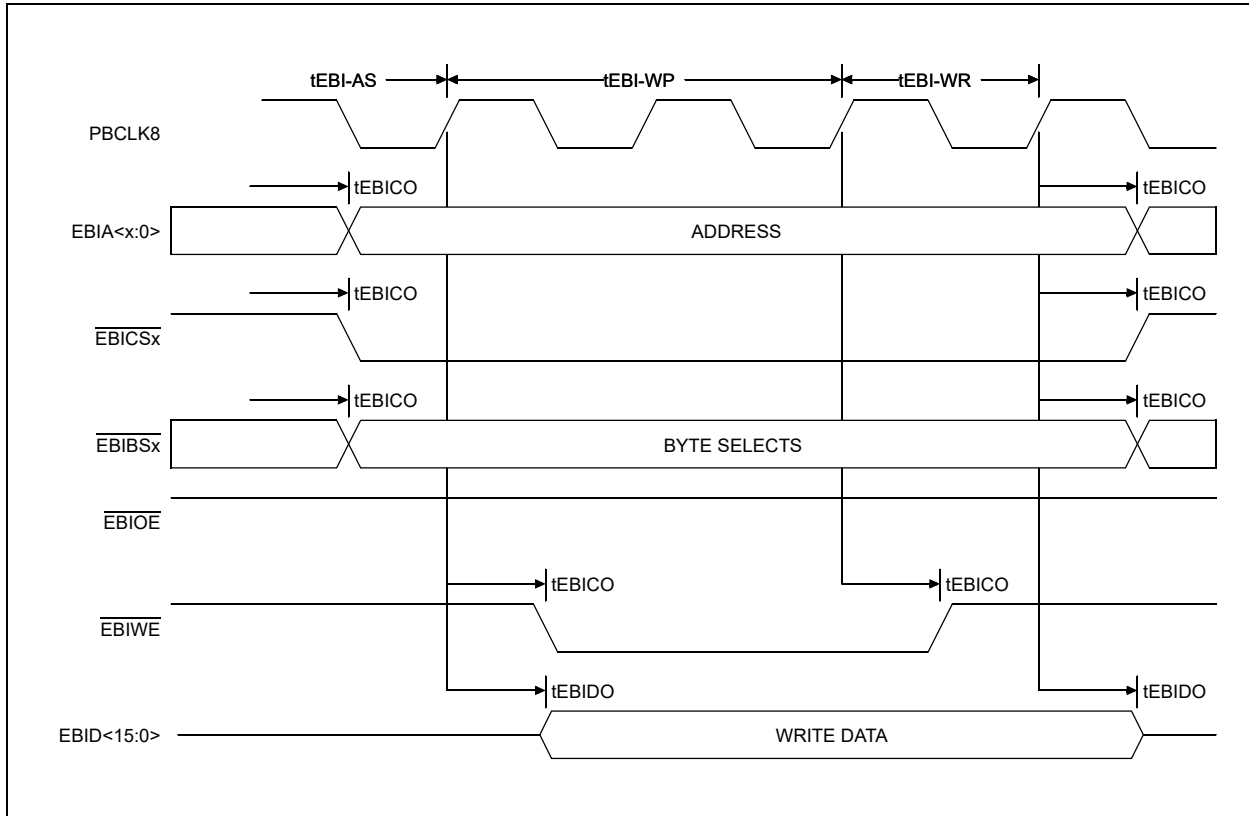 tEBI-AS tEBI-WP tEBI-WR
PBCLK8
tEBICO tEBICO
EBIA<x:0> ADDRESS
tEBICO tEBICO
EBICSx
tEBICO tEBICO
EBIBSx BYTE SELECTS
EBIOE
tEBICO tEBICO
EBIWE
tEBIDO tEBIDO
EBID<15:0> WRITE DATA